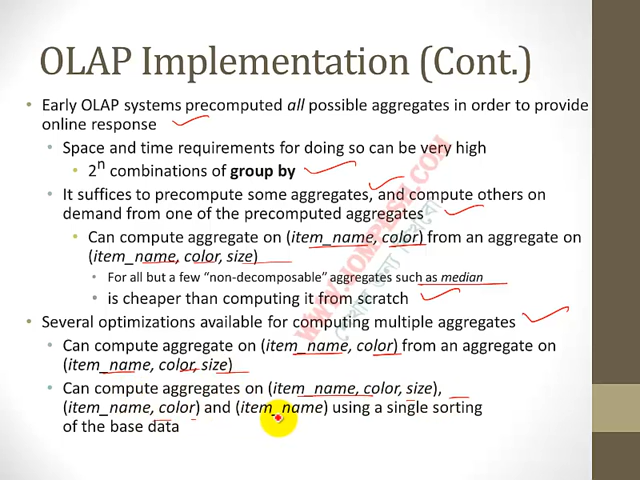 OLAP Implementation (Cont.)
• Early OLAP systems precomputed all possible aggregates in order to provide
online response
• Space and time requirements for doing so can be very high
• 2n combinations of group by
• It suffices to precompute some aggregates, and compute others on
demand from one of the precomputed aggregates
• Can compute aggregate on (item_name, color) from an aggregate on
(item_name, color, size)
• For all but a few “non-decomposable” aggregates such as median
• is cheaper than computing it from scratch
• Several optimizations available for computing multiple aggregates
• Can compute aggregate on (item_name, color) from an aggregate on
(item_name, color, size)
• Can compute aggregates on (item_name, color, size),
(item_name, color) and (item_name) using a single sorting
of the base data